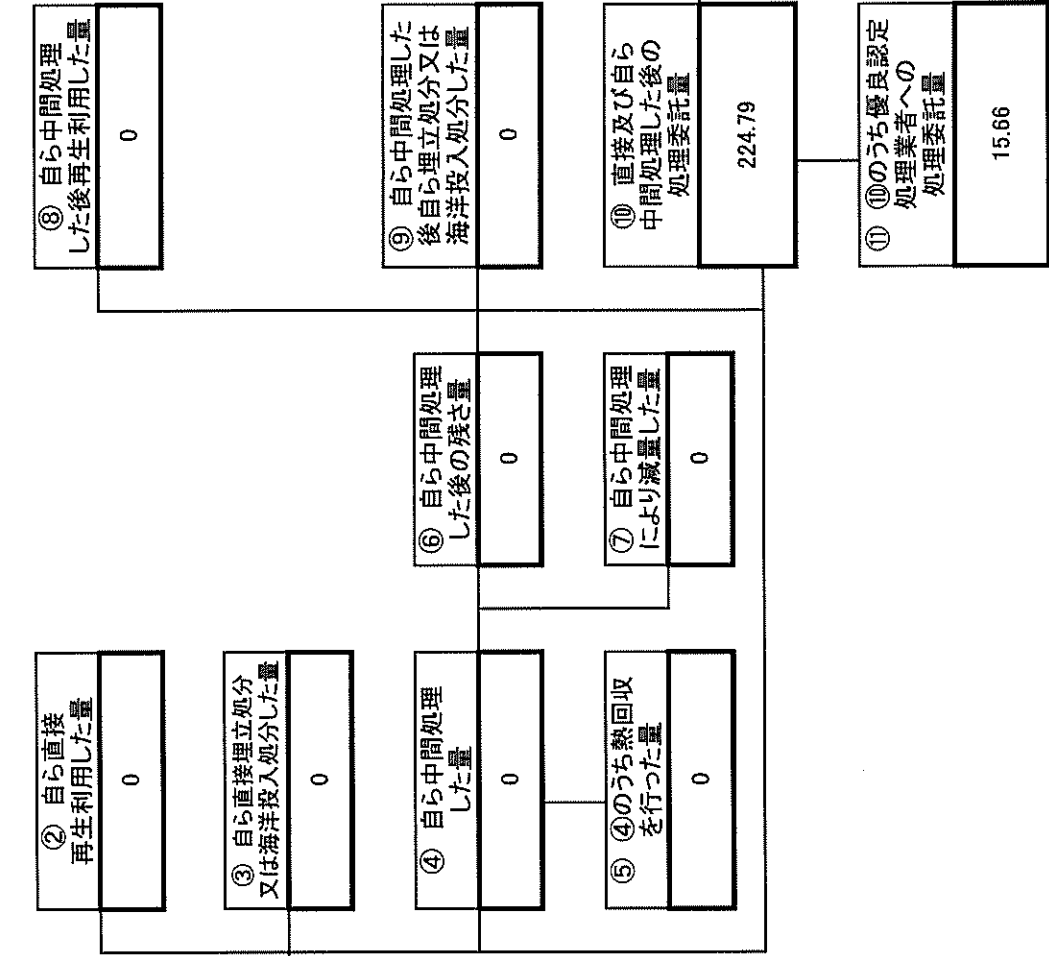 ② 自ら直接
再生利用した量
0
③ 自ら直接埋立処分
又は海洋投入処分した量
0
④ 自ら中間処理
した量
0
⑤ ④のうち熱回収
を行った量
0
⑥ 自ら中間処理
した後の残さ量
0
⑦ 自ら中間処理
により減量した量
0
⑧ 自ら中間処理
した後再生利用した量
0
⑨ 自ら中間処理した
後自ら埋立処分又は
海洋投入処分した量
0
⑩ 直接及び自ら
中間処理した後の
処理委託量
224.79
⑪ ⑩のうち優良認定
処理業者への
処理委託量
15.66